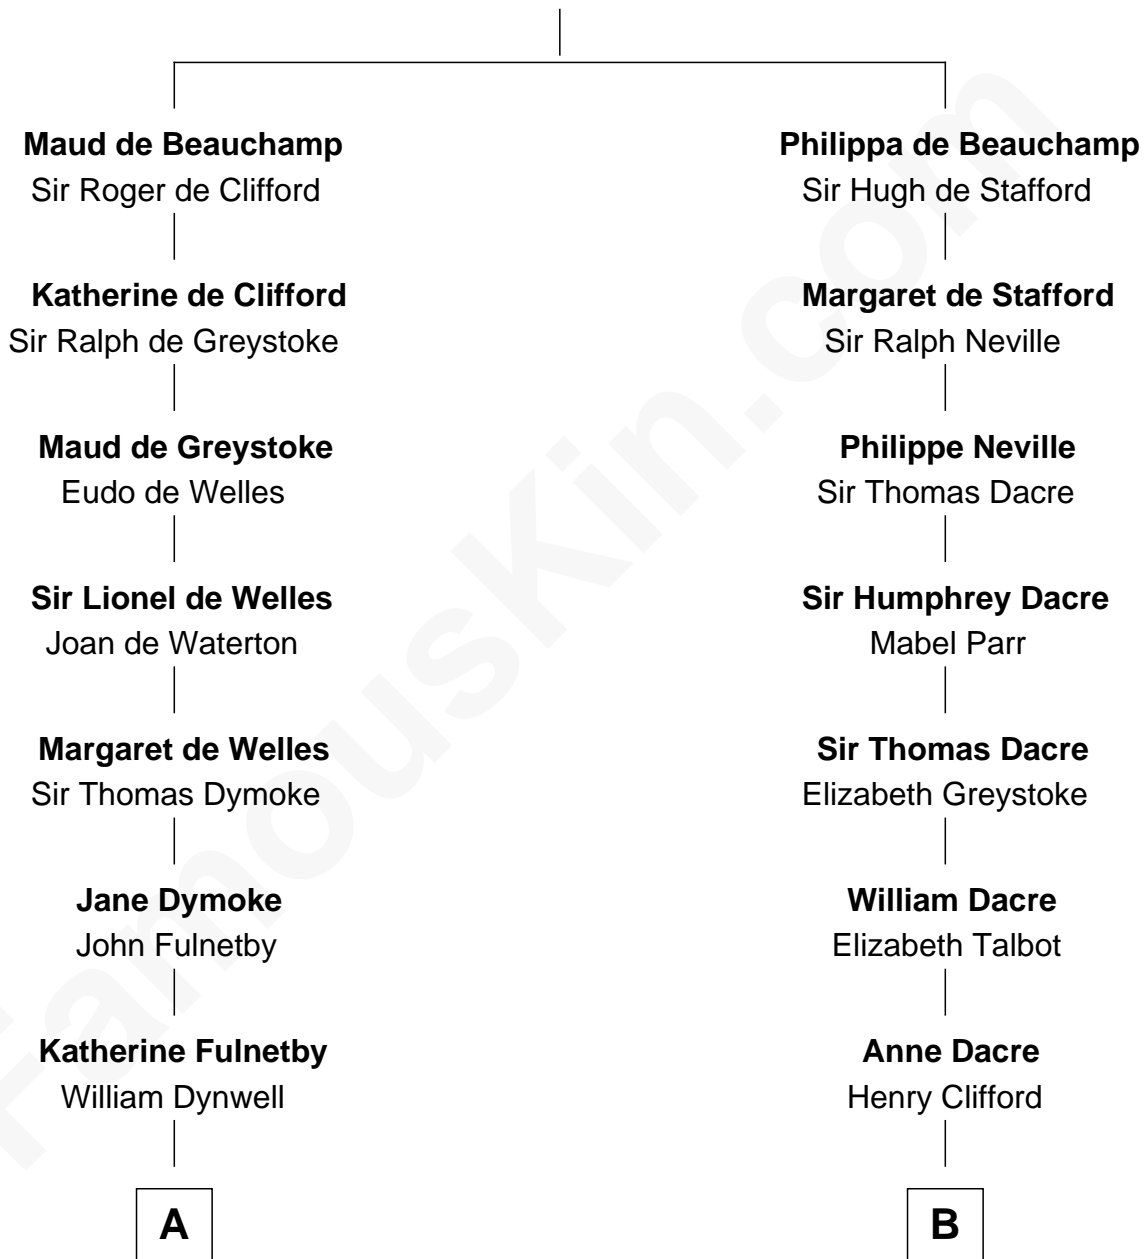 Maud de Beauchamp
Sir Roger de Clifford
Katherine de Clifford
Sir Ralph de Greystoke
Maud de Greystoke
Eudo de Welles
Sir Lionel de Welles
Joan de Waterton
Margaret de Welles
Sir Thomas Dymoke
Jane Dymoke
John Fulnetby
Katherine Fulnetby
William Dynwell
A
Philippa de Beauchamp
Sir Hugh de Stafford
Margaret de Stafford
Sir Ralph Neville
Philippe Neville
Sir Thomas Dacre
Sir Humphrey Dacre
Mabel Parr
Sir Thomas Dacre
Elizabeth Greystoke
William Dacre
Elizabeth Talbot
Anne Dacre
Henry Clifford
B
FamousKin.com